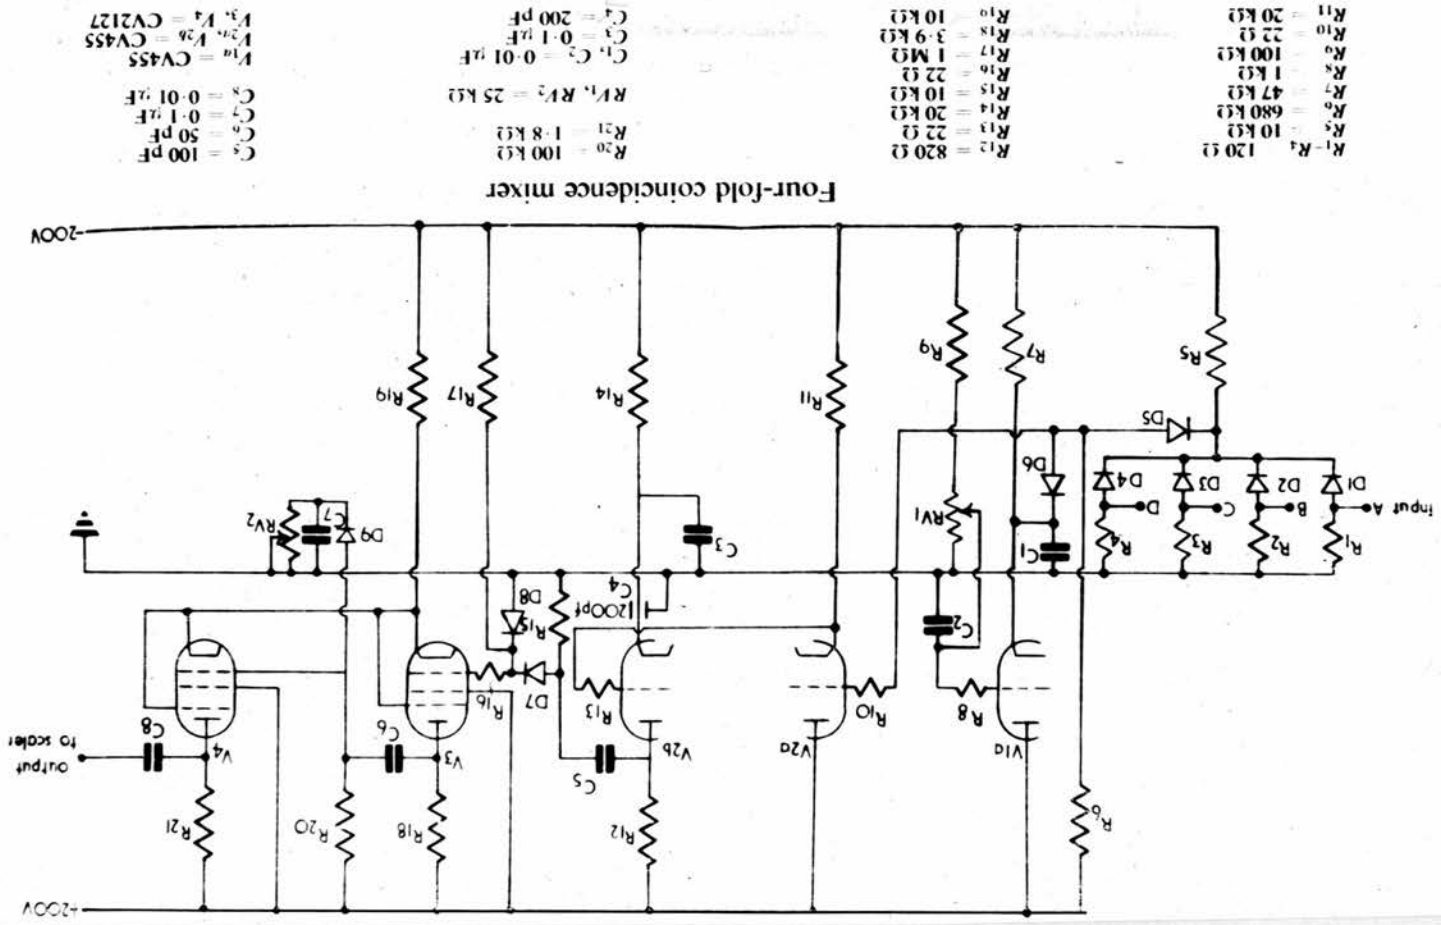 +200V
R6
R12
R18
R20
R21
output
to scaler
V1a
V2a
V2b
C5
V3
C6
V4
C8
R8
R10
R13
D7
R16
C2
C4
200pf
R15
D8
input A
B
C
D
R1
R2
R3
R4
D1
D2
D3
D4
C1
D6
RV1
C3
D9
C7
RV2
D5
R5
R7
R9
R11
R14
R17
R19
-200V
Four-fold coincidence mixer
R1-R4 120 Ω
R5 = 10 kΩ
R6 = 680 kΩ
R7 = 47 kΩ
R8 = 1 kΩ
R9 = 100 kΩ
R10 = 22 Ω
R11 = 20 kΩ
R12 = 820 Ω
R13 = 22 Ω
R14 = 20 kΩ
R15 = 10 kΩ
R16 = 22 Ω
R17 = 1 MΩ
R18 = 3·9 kΩ
R19 = 10 kΩ
R20 = 100 kΩ
R21 = 1·8 kΩ
RV1, RV2 = 25 kΩ
C1, C2 = 0·01 μF
C3 = 0·1 μF
C4 = 200 pF
C5 = 100 pF
C6 = 50 pF
C7 = 0·1 μF
C8 = 0·01 μF
V1a = CV455
V2a, V2b = CV455
V3, V4 = CV2127